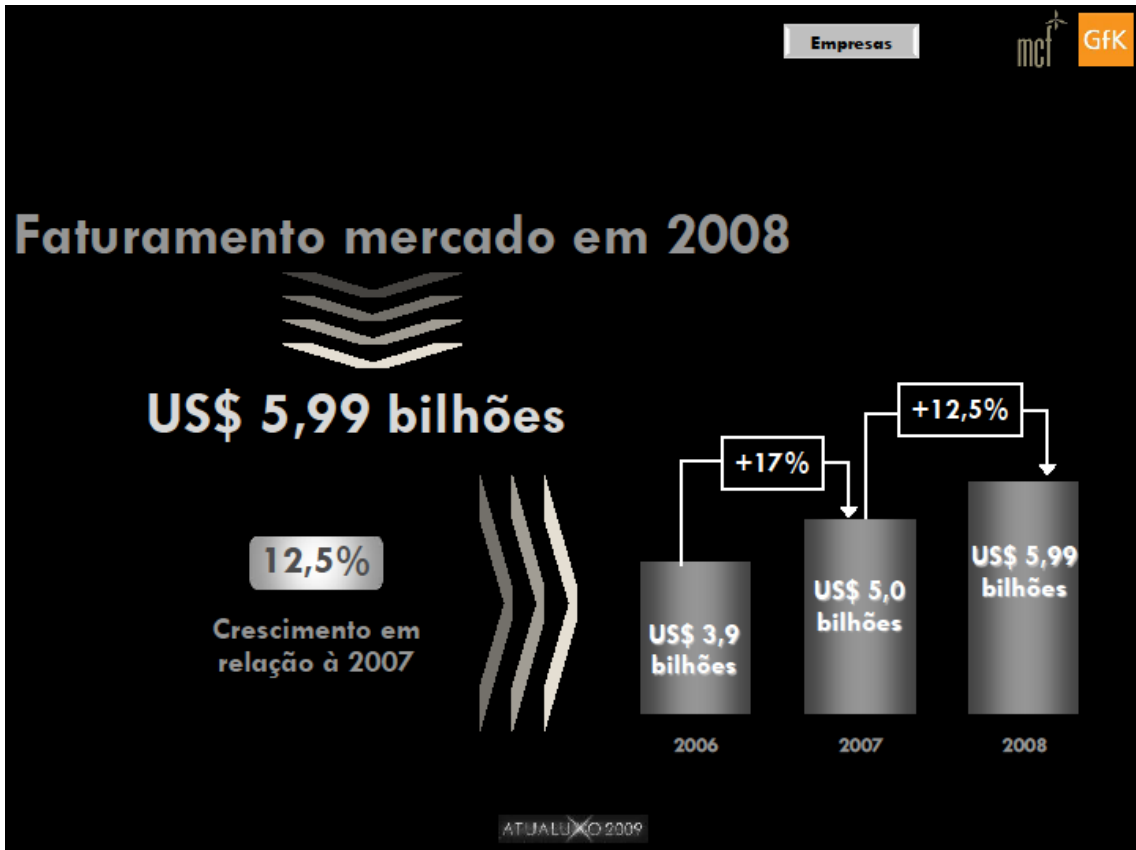 Empresas
mcf
GfK
Faturamento mercado em 2008
US$ 5,99 bilhões
12,5%
Crescimento em
relação à 2007
+17%
+12,5%
US$ 3,9
bilhões
US$ 5,0
bilhões
US$ 5,99
bilhões
2006
2007
2008
ATUALUXO 2009